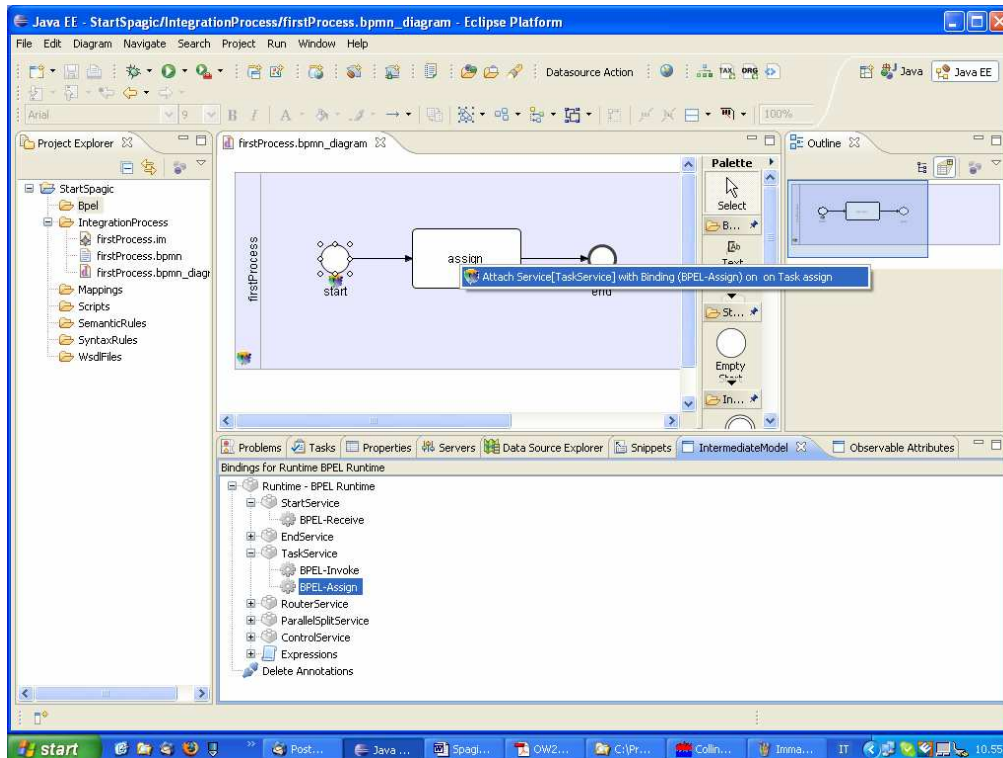 Java EE - StartSpagic/IntegrationProcess/firstProcess.bpmn_diagram - Eclipse Platform
File Edit Diagram Navigate Search Project Run Window Help
Datasource Action
TAX ORG
Java
Java EE
Arial
9
B I A
100%
Project Explorer
StartSpagic
Bpel
IntegrationProcess
firstProcess.im
firstProcess.bpmn
firstProcess.bpmn_diagr
Mappings
Scripts
SemanticRules
SyntaxRules
WsdlFiles
firstProcess.bpmn_diagram
firstProcess
start
assign
end
Attach Service[TaskService] with Binding (BPEL-Assign) on on Task assign
Palette
Select
B...
Text
St...
Empty
Start
In...
Outline
Problems Tasks Properties Servers Data Source Explorer Snippets IntermediateModel Observable Attributes
Bindings for Runtime BPEL Runtime
Runtime - BPEL Runtime
StartService
BPEL-Receive
EndService
TaskService
BPEL-Invoke
BPEL-Assign
RouterService
ParallelSplitService
ControlService
Expressions
Delete Annotations
start
Post...
Java ...
Spagi...
OW2...
C:\Pr...
Collin...
Imma...
IT
10.55